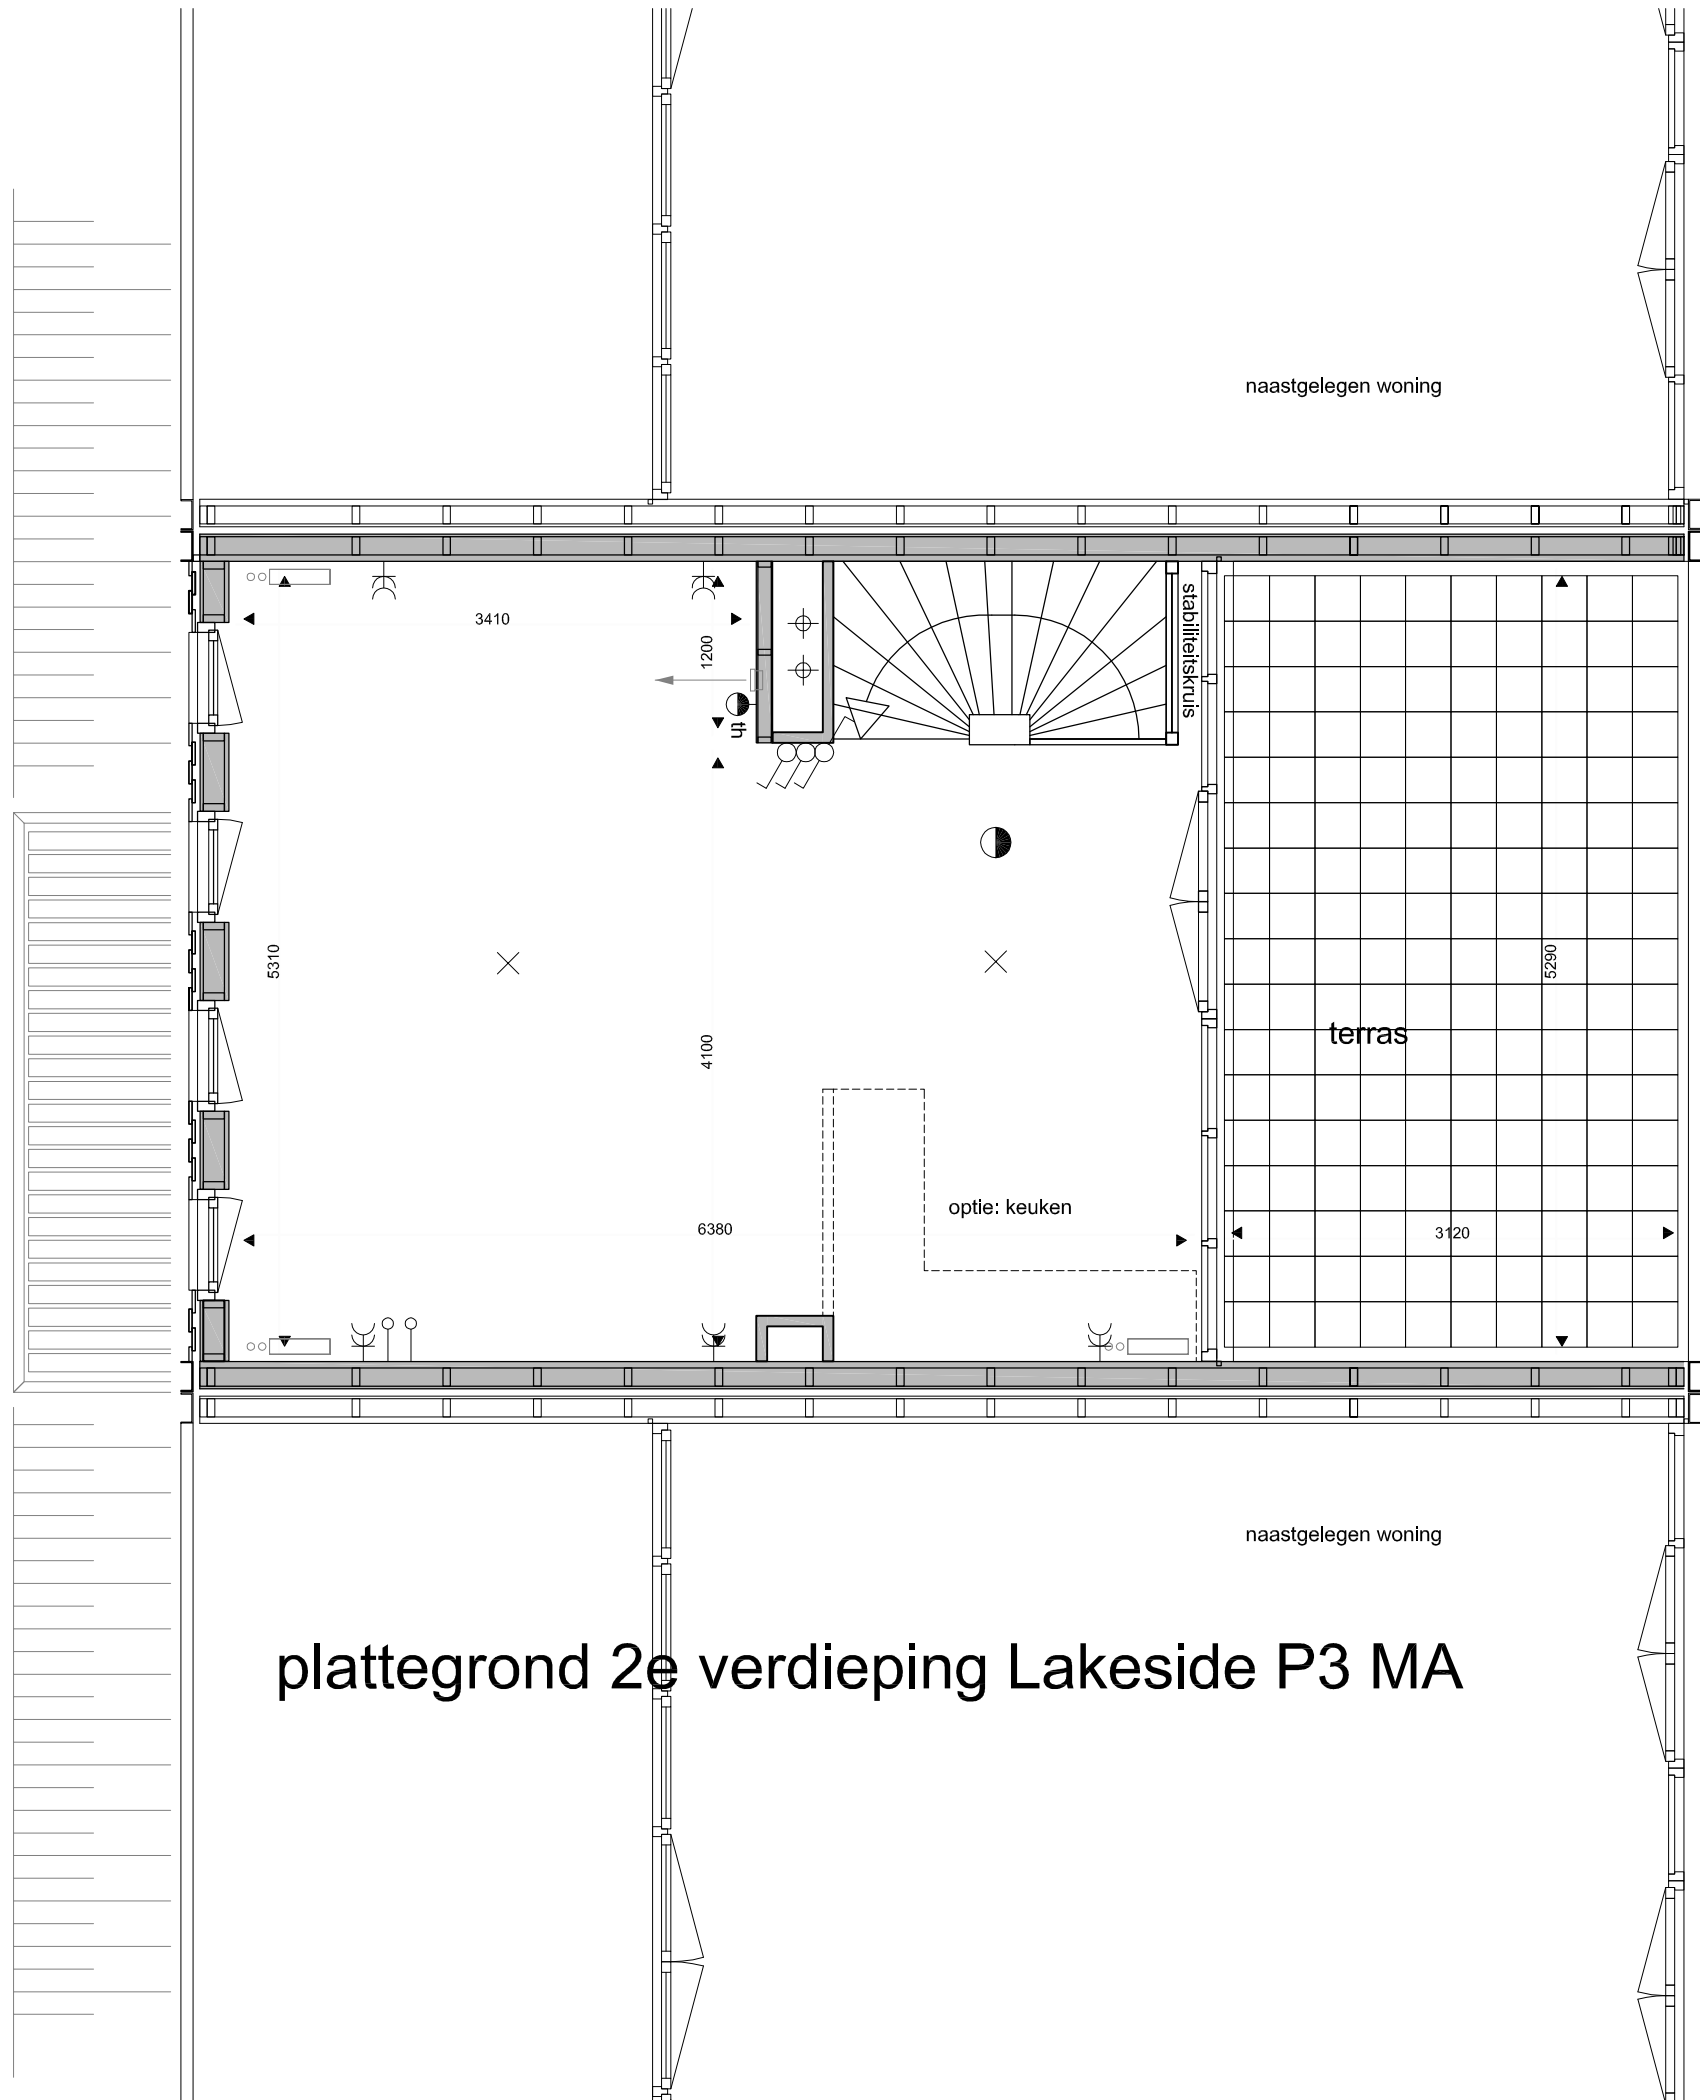 naastgelegen woning
3410
1200
stabiliteitskruis
th
5310
5290
terras
4100
optie: keuken
6380
3120
naastgelegen woning
plattegrond 2e verdieping Lakeside P3 MA